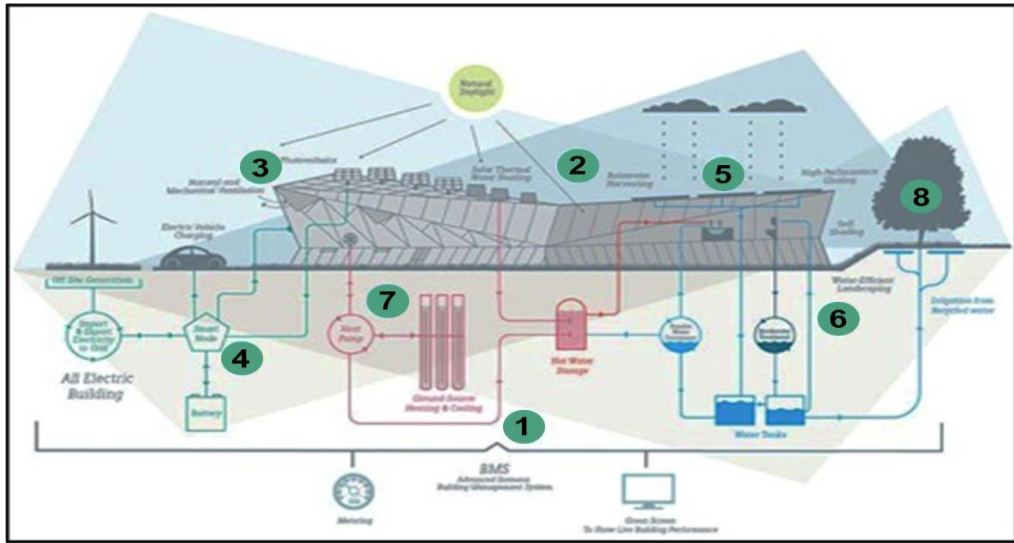 Natural
Daylight
3
Photovoltaics
Natural and
Mechanical Ventilation
Solar Thermal
Water Heating
2
Rainwater
Harvesting
5
High-Performance
Glazing
8
Electric Vehicle
Charging
Self
Shading
Off Site Generation
Water-Efficient
Landscaping
Import &
Export
Electricity
to Grid
Smart
Node
4
7
Heat
Pump
6
Irrigation from
Recycled water
All Electric
Building
Battery
Ground-Source
Heating & Cooling
Hot Water
Storage
Water Tanks
1
BMS
Advanced Siemens
Building Management System
Metering
Green Screen
To Show Live Building Performance